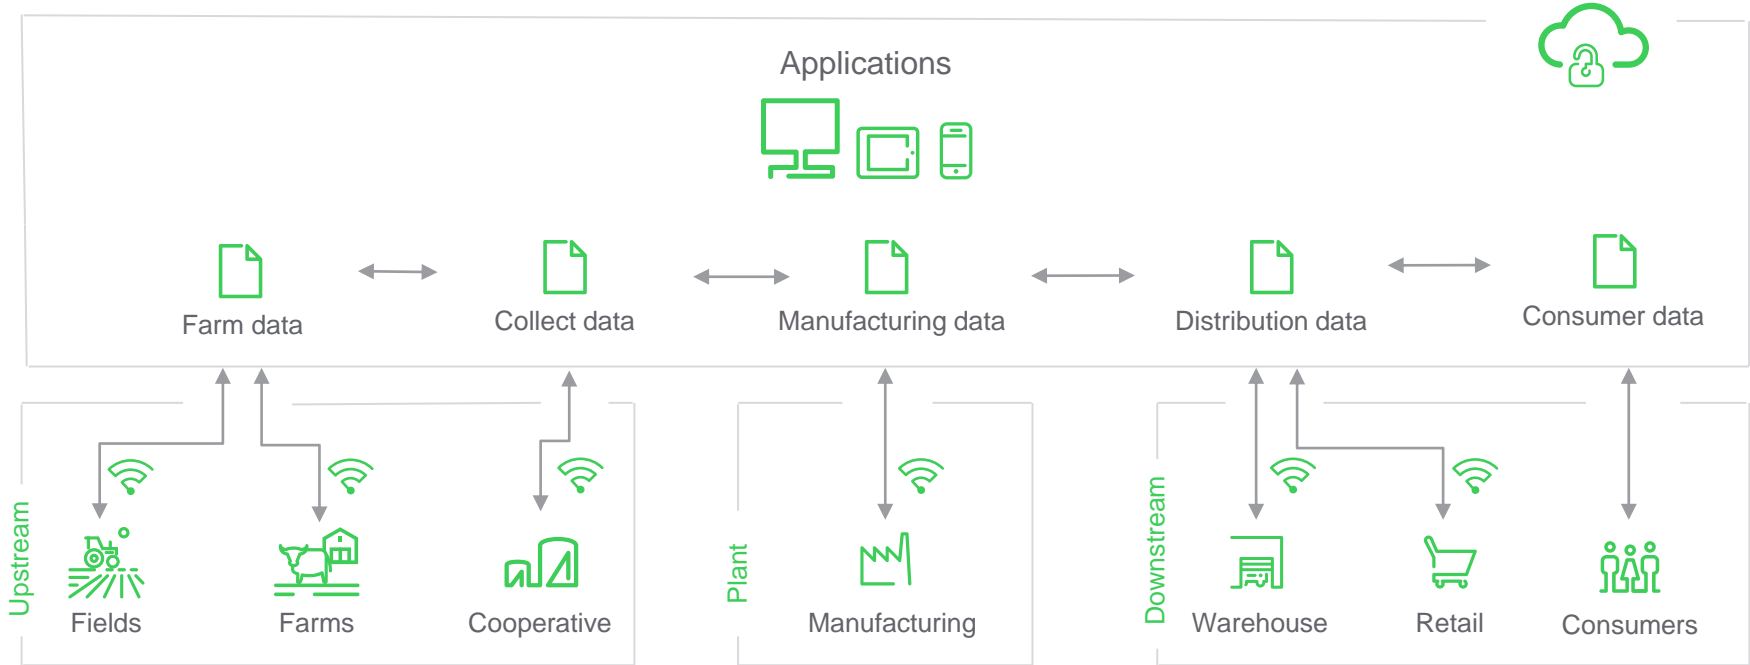 Applications
Farm data
Collect data
Manufacturing data
Distribution data
Consumer data
Upstream
Fields
Farms
Cooperative
Plant
Manufacturing
Downstream
Warehouse
Retail
Consumers